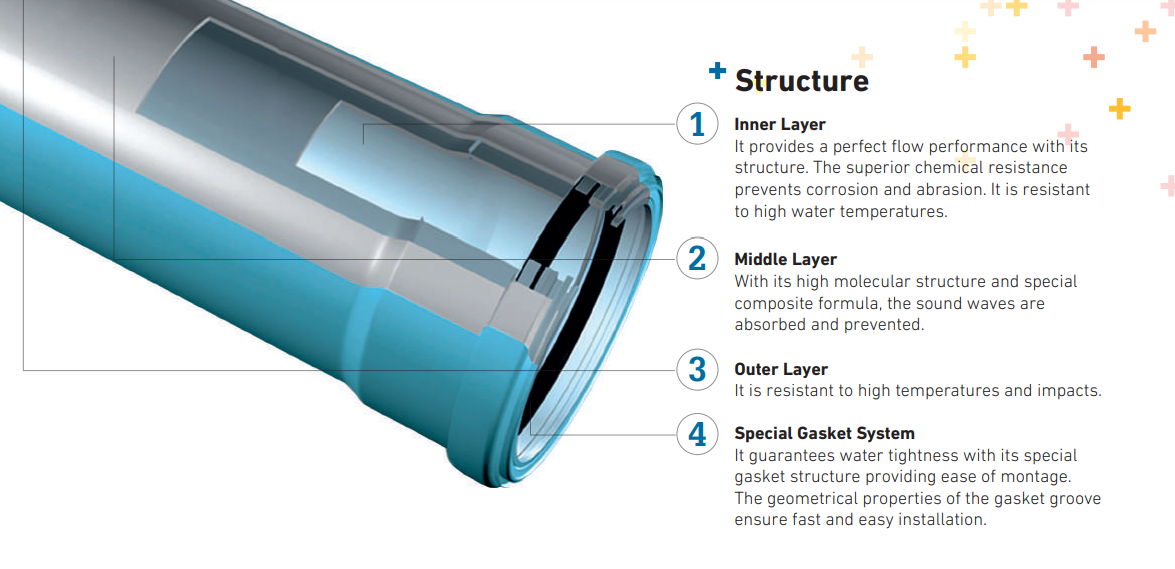 Structure
1
Inner Layer
It provides a perfect flow performance with its
structure. The superior chemical resistance
prevents corrosion and abrasion. It is resistant
to high water temperatures.
2
Middle Layer
With its high molecular structure and special
composite formula, the sound waves are
absorbed and prevented.
3
Outer Layer
It is resistant to high temperatures and impacts.
4
Special Gasket System
It guarantees water tightness with its special
gasket structure providing ease of montage.
The geometrical properties of the gasket groove
ensure fast and easy installation.